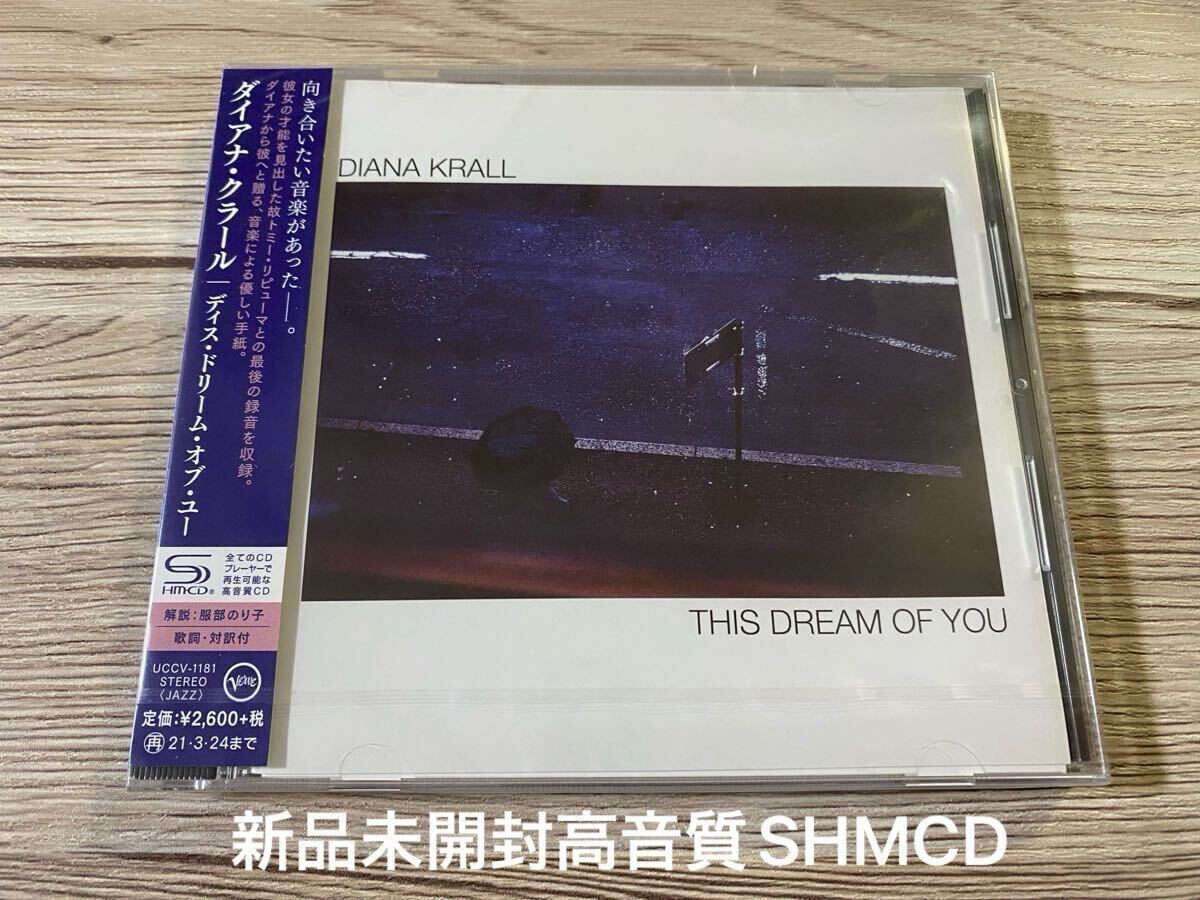 向き合いたい音楽があった――。
彼女の才能を見出した故トミー・リピューマとの最後の録音を収録。
ダイアナから彼へと贈る、音楽による優しい手紙。
ダイアナ・クラール｜ディス・ドリーム・オブ・ユー
SHM-CD®
全てのCD
プレーヤーで
再生可能な
高音質CD
解説：服部のり子
歌詞・対訳付
UCCV-1181
STEREO
〈JAZZ〉
Verve
定価：¥2,600+税
再 21・3・24まで
DIANA KRALL
THIS DREAM OF YOU
新品未開封高音質SHMCD